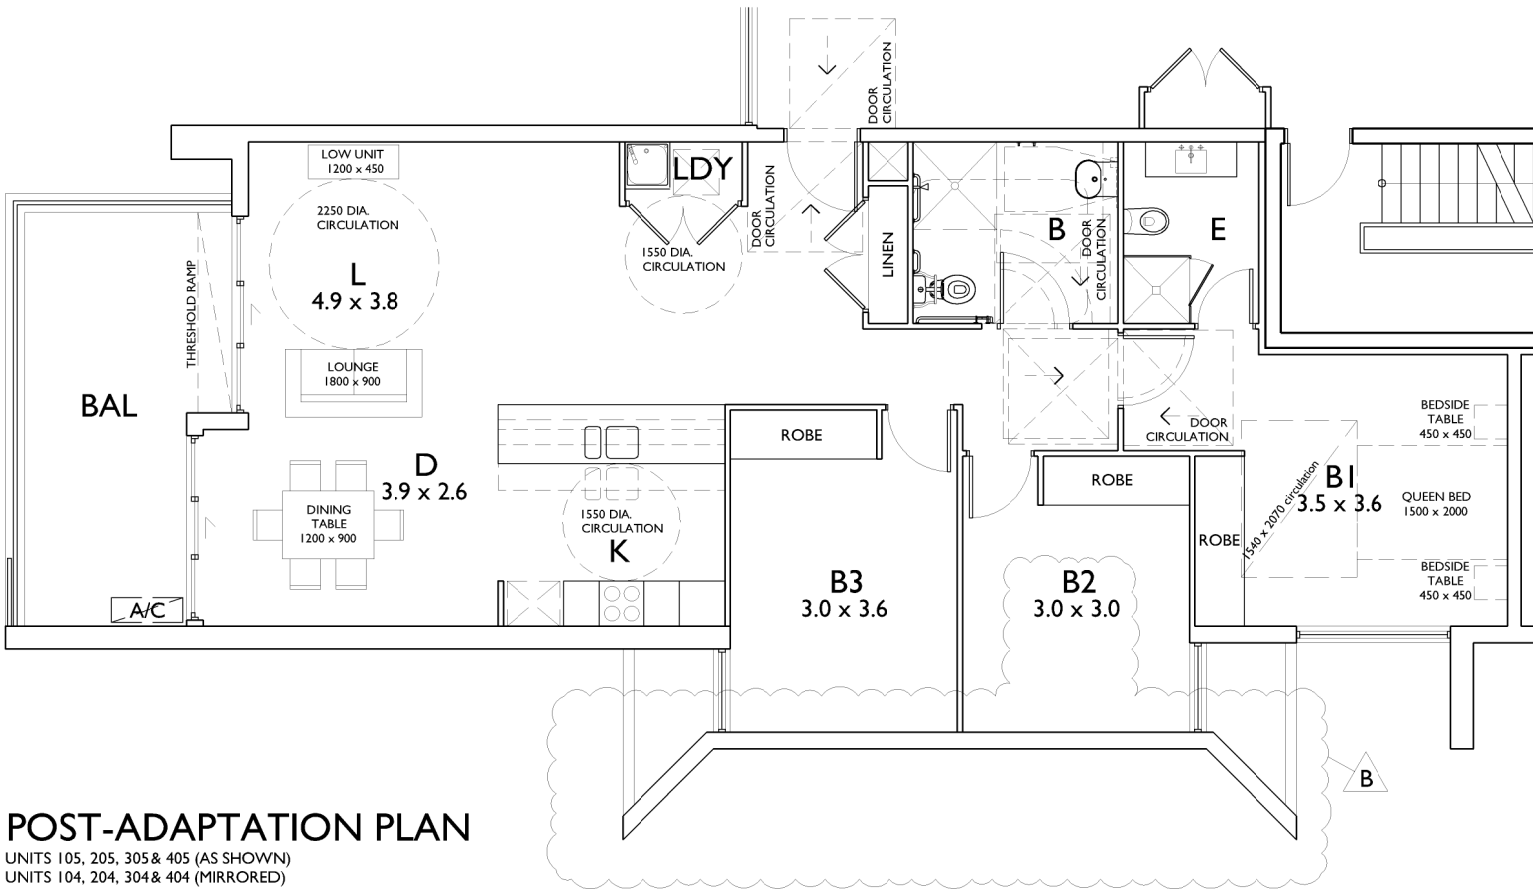 DOOR
CIRCULATION
LOW UNIT
1200 x 450
LDY
2250 DIA.
CIRCULATION
DOOR
CIRCULATION
L
4.9 x 3.8
1550 DIA.
CIRCULATION
LINEN
B
DOOR
CIRCULATION
E
THRESHOLD RAMP
LOUNGE
1800 x 900
BAL
ROBE
DOOR
CIRCULATION
BEDSIDE
TABLE
450 x 450
D
3.9 x 2.6
ROBE
B1
3.5 x 3.6
1540 x 2070 circulation
QUEEN BED
1500 x 2000
DINING
TABLE
1200 x 900
1550 DIA.
CIRCULATION
K
ROBE
B3
3.0 x 3.6
B2
3.0 x 3.0
BEDSIDE
TABLE
450 x 450
A/C
B
POST-ADAPTATION PLAN
UNITS 105, 205, 305& 405 (AS SHOWN)
UNITS 104, 204, 304& 404 (MIRRORED)